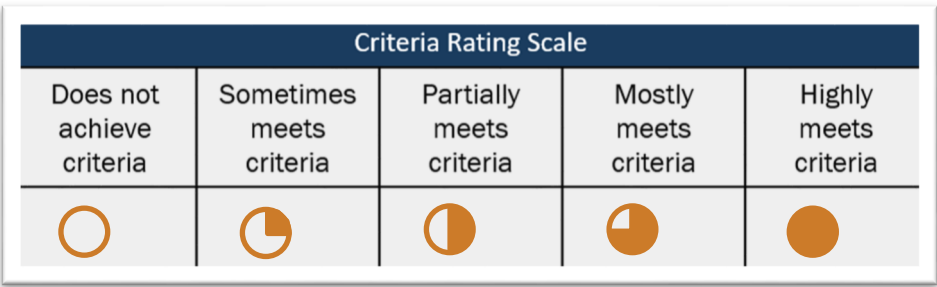 Criteria Rating Scale
Does not
achieve
criteria
Sometimes
meets
criteria
Partially
meets
criteria
Mostly
meets
criteria
Highly
meets
criteria